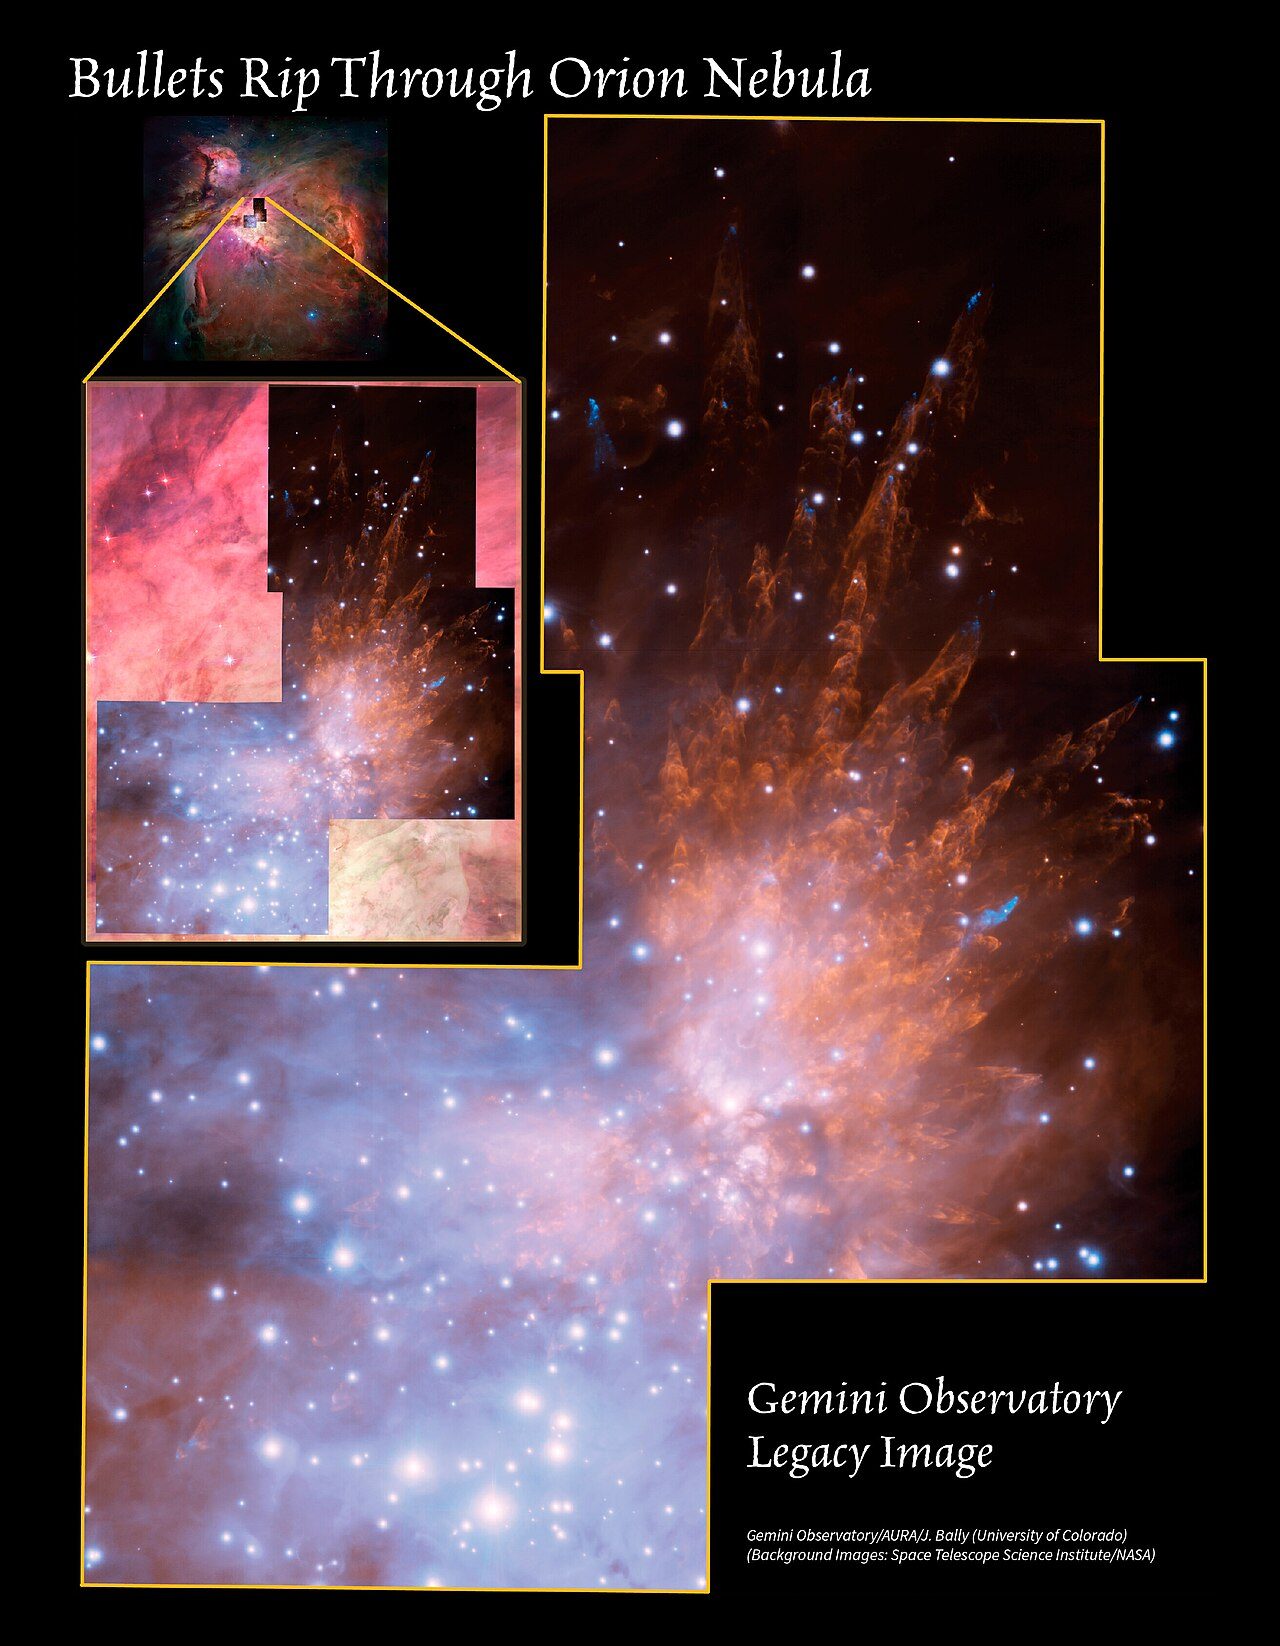 Bullets Rip Through Orion Nebula
Gemini Observatory
Legacy Image
Gemini Observatory/AURA/J. Bally (University of Colorado)
(Background Images: Space Telescope Science Institute/NASA)